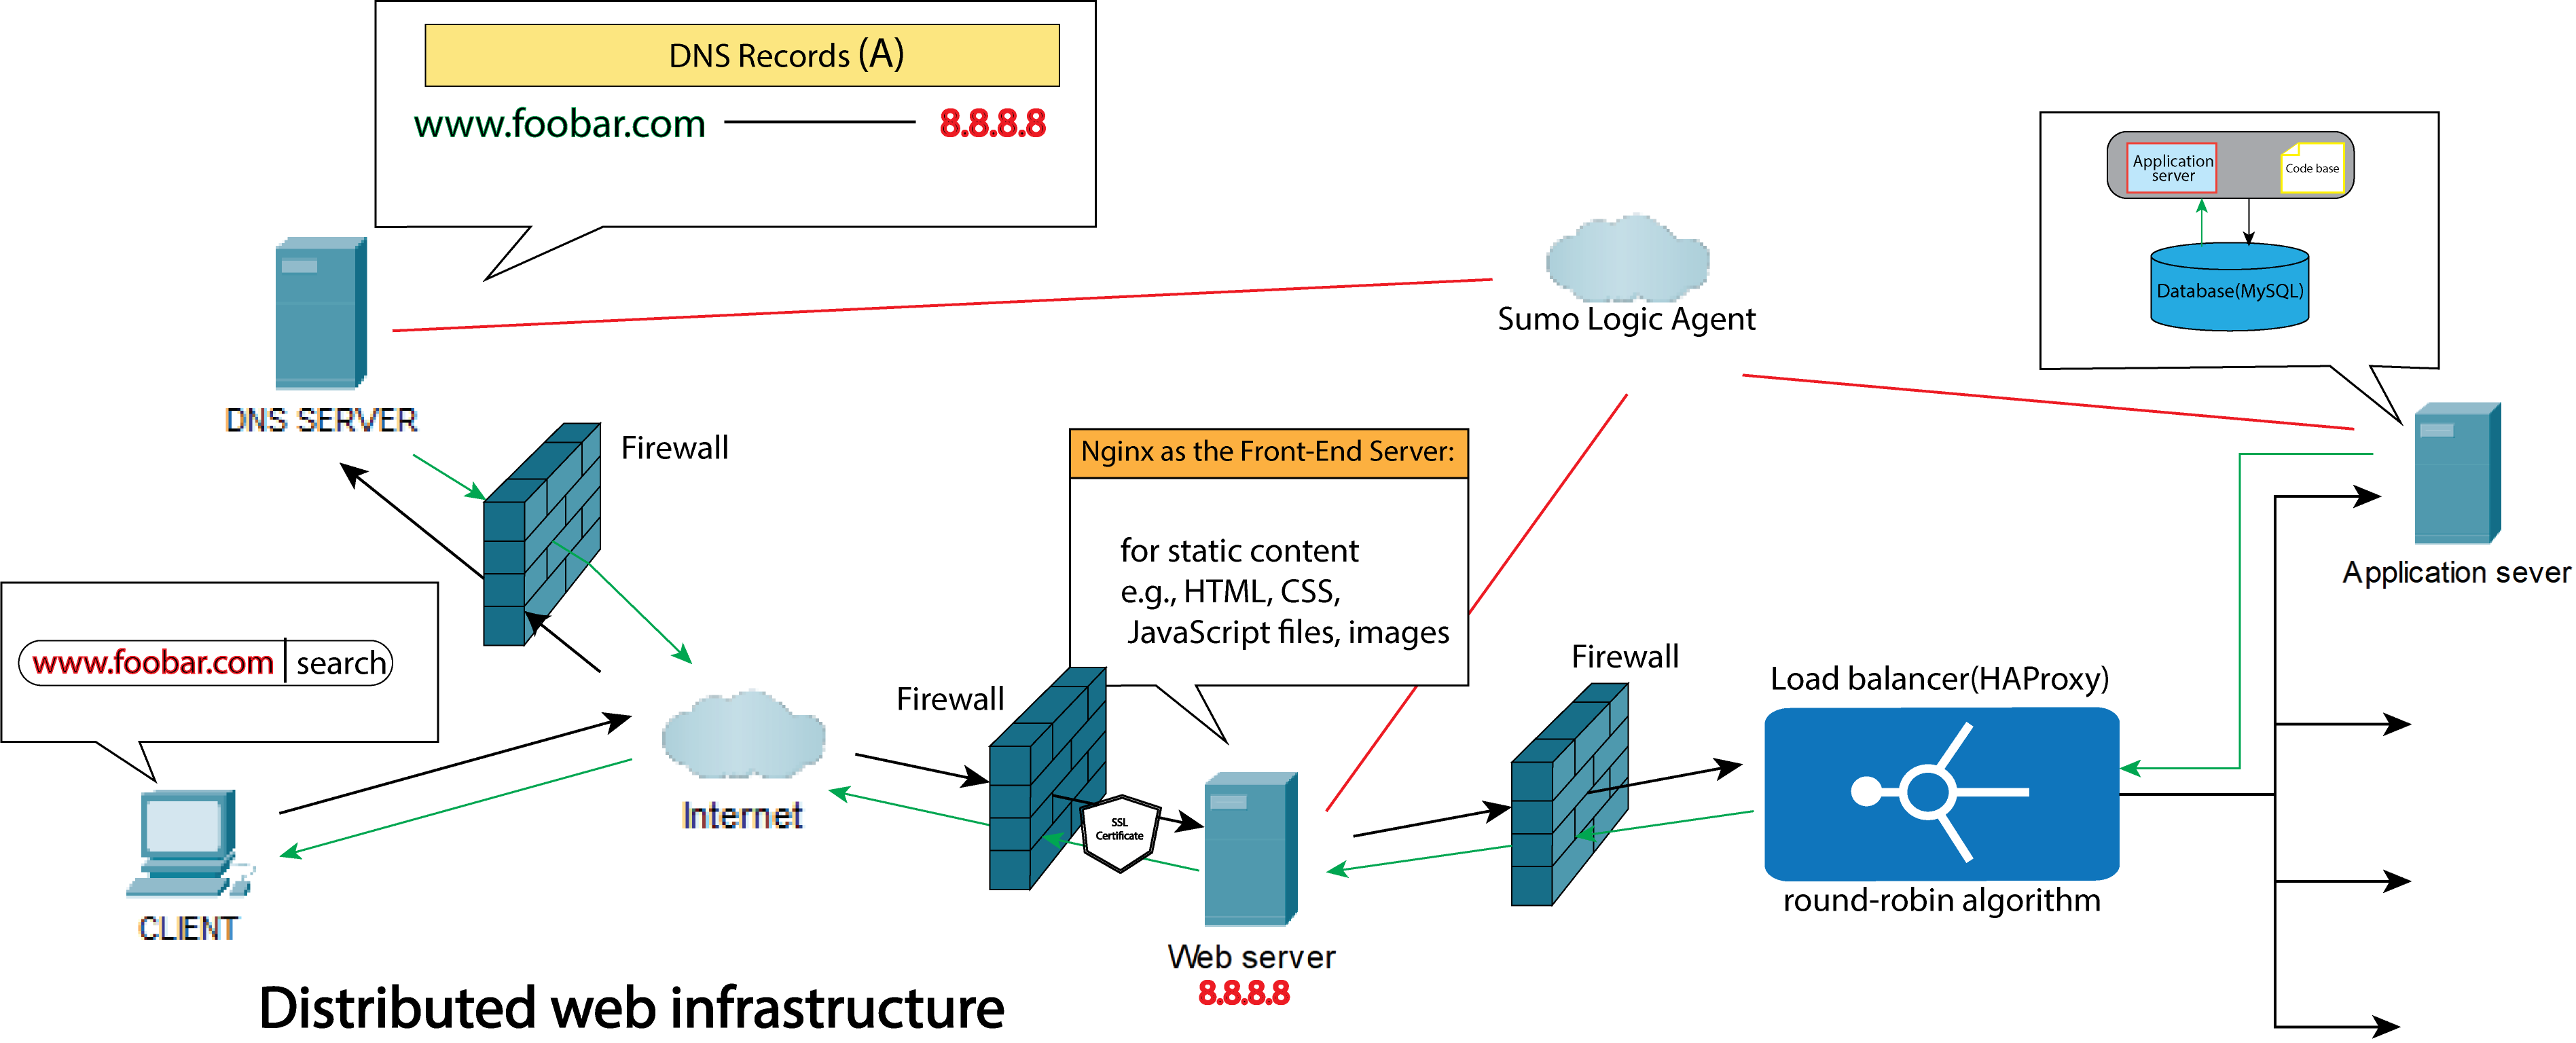 DNS Records (A)
www.foobar.com
8.8.8.8
Application
server
Code base
Database(MySQL)
Sumo Logic Agent
DNS SERVER
Firewall
Nginx as the Front-End Server:
for static content
e.g., HTML, CSS,
JavaScript files, images
Application sever
www.foobar.com search
Firewall
Firewall
Load balancer(HAProxy)
Internet
SSL
Certificate
CLIENT
round-robin algorithm
Web server
8.8.8.8
Distributed web infrastructure